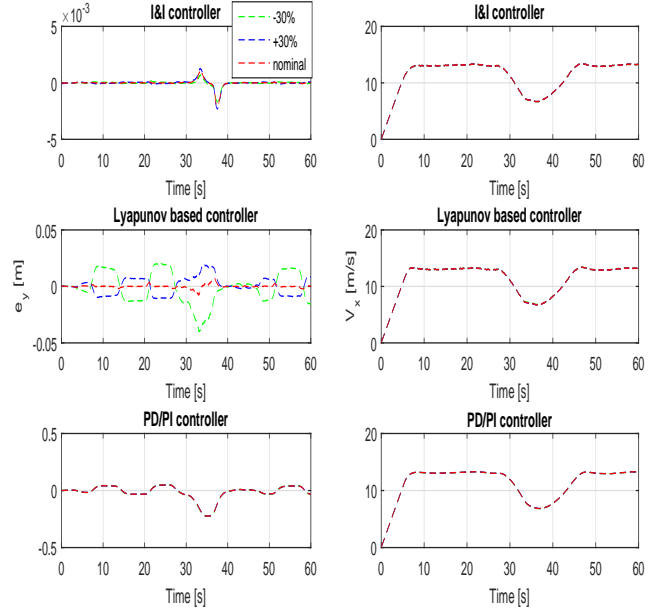 I&I controller
×10⁻³
5
0
-5
0 10 20 30 40 50 60
Time [s]
-30%
+30%
nominal
I&I controller
20
10
0
0 10 20 30 40 50 60
Time [s]
Lyapunov based controller
0.05
0
-0.05
e_y [m]
0 10 20 30 40 50 60
Time [s]
Lyapunov based controller
20
10
0
V_x [m/s]
0 10 20 30 40 50 60
Time [s]
PD/PI controller
0.5
0
-0.5
0 10 20 30 40 50 60
Time [s]
PD/PI controller
20
10
0
0 10 20 30 40 50 60
Time [s]